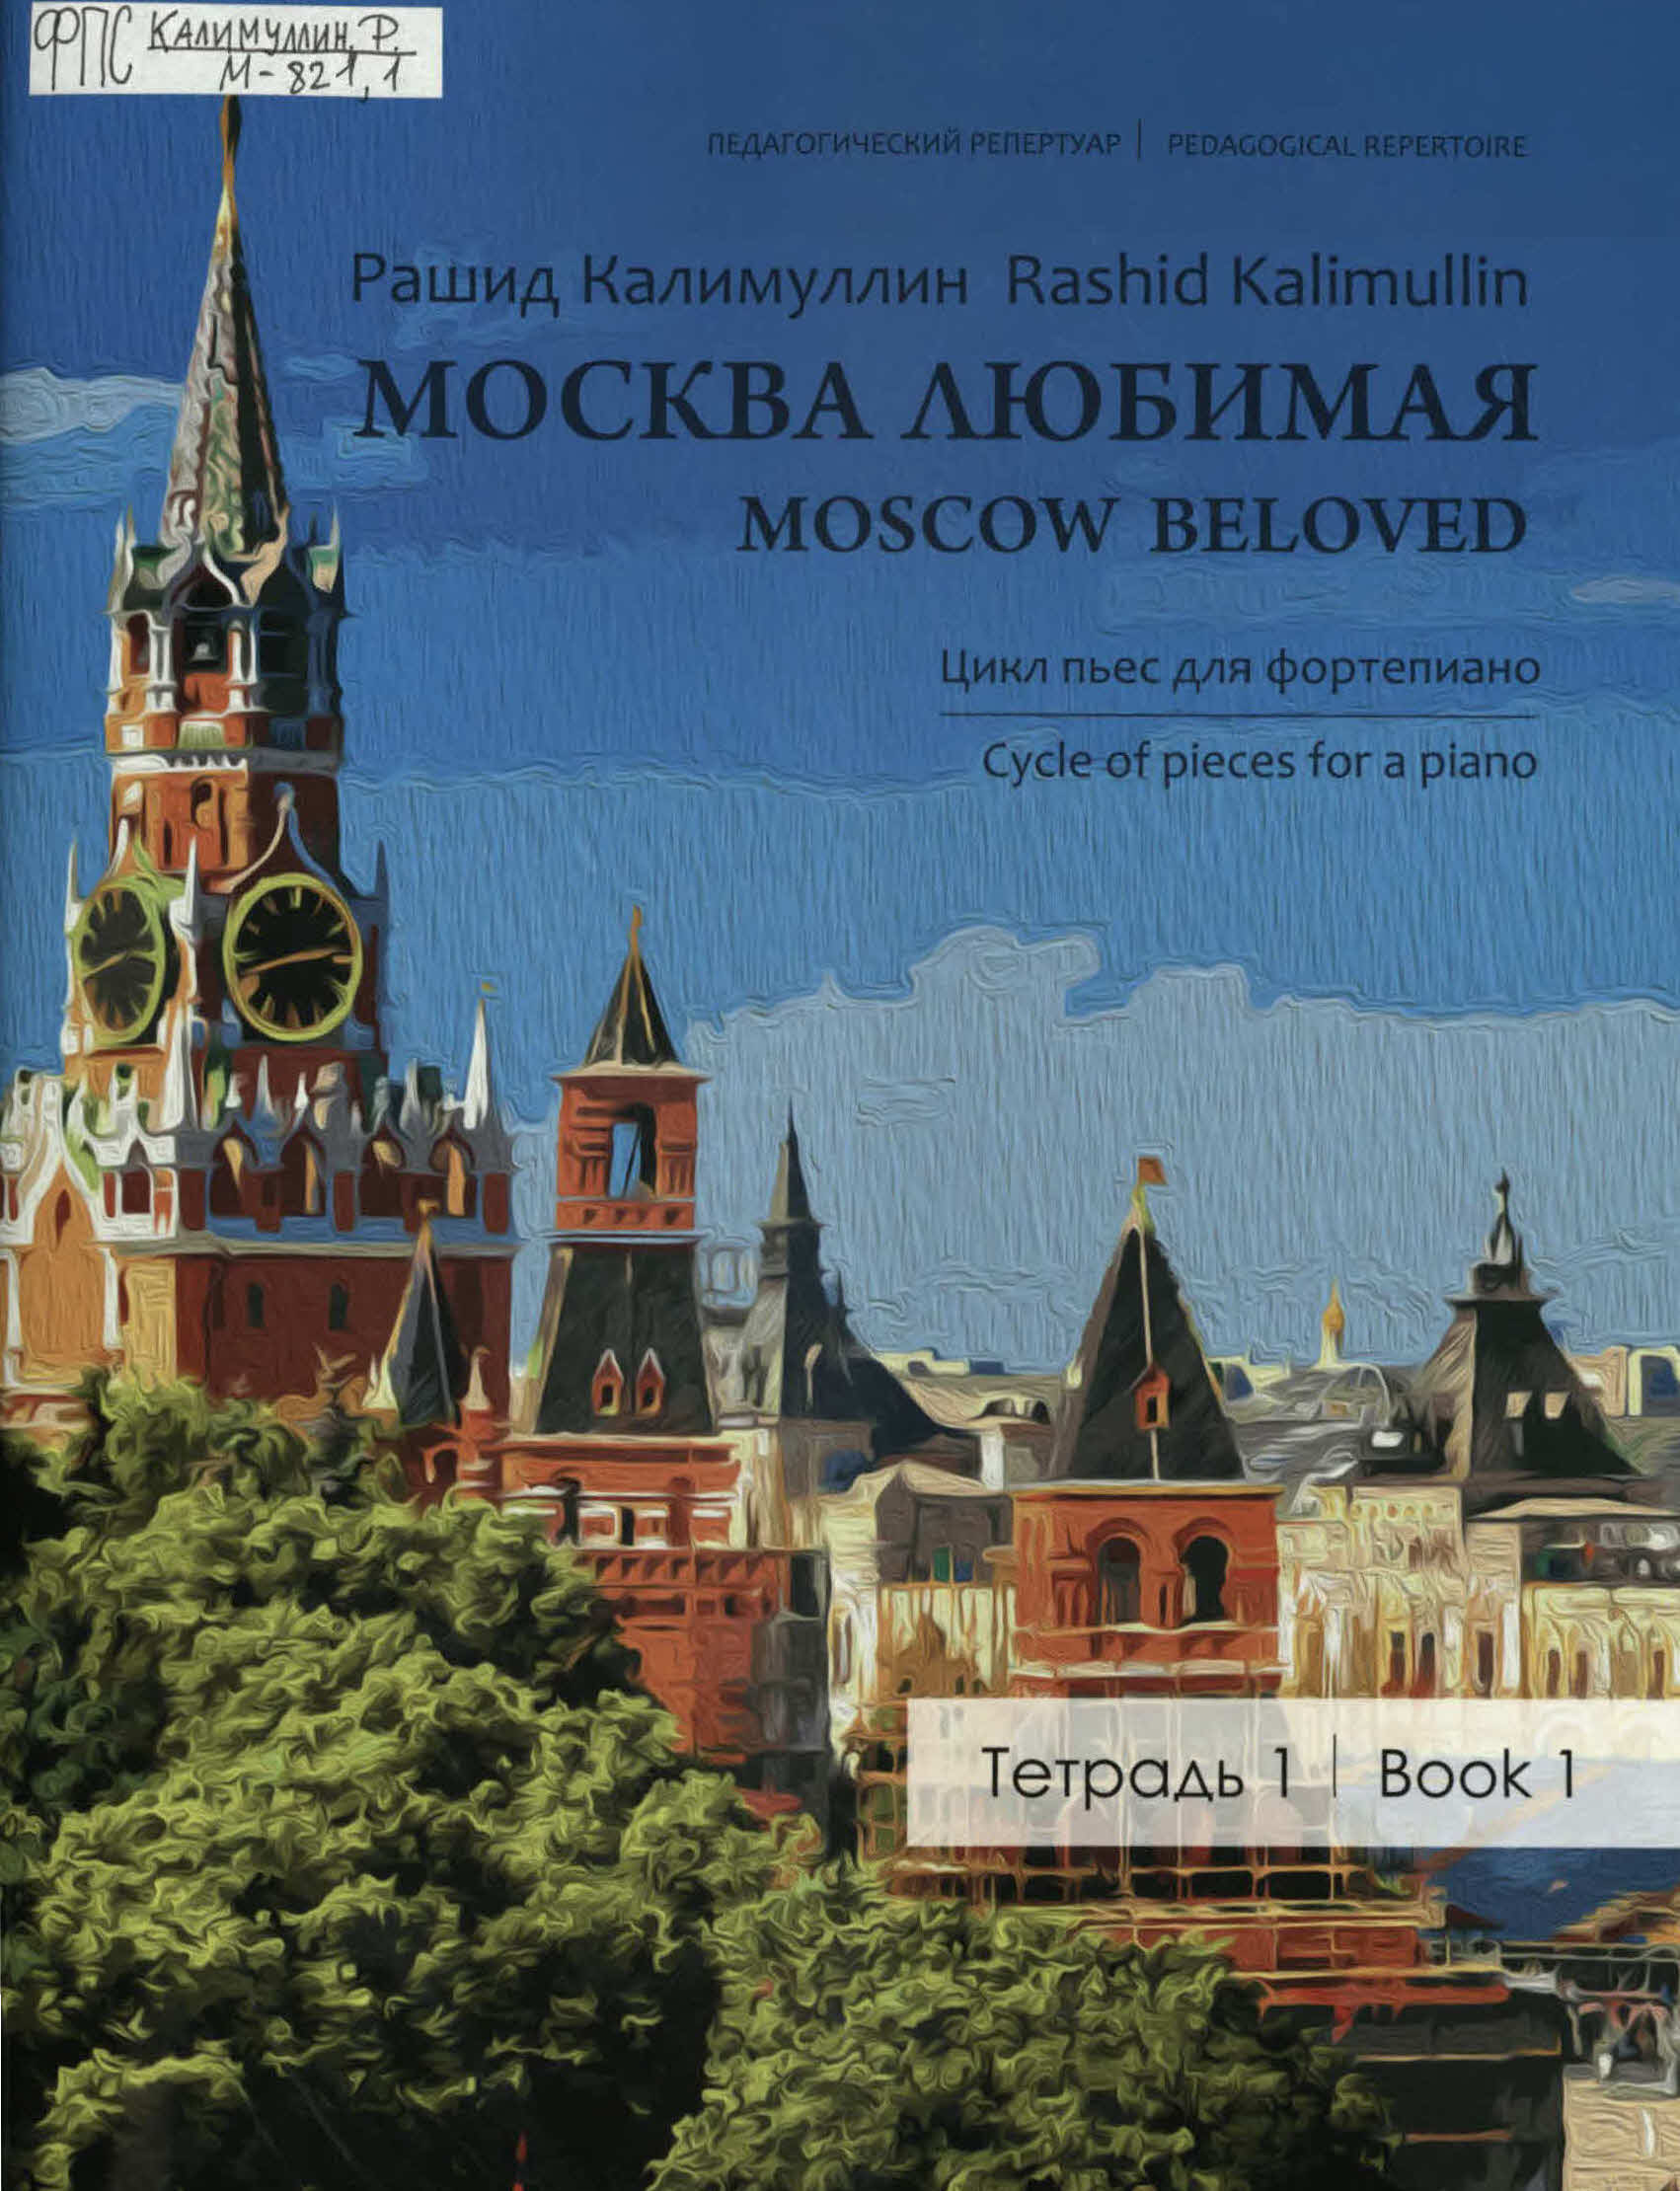 ФПС КАЛИМУЛЛИН. Р.
М-821,1
ПЕДАГОГИЧЕСКИЙ РЕПЕРТУАР | PEDAGOGICAL REPERTOIRE
Рашид Калимуллин Rashid Kalimullin
МОСКВА ЛЮБИМАЯ
MOSCOW BELOVED
Цикл пьес для фортепиано
Cycle of pieces for a piano
Тетрадь 1 | Book 1